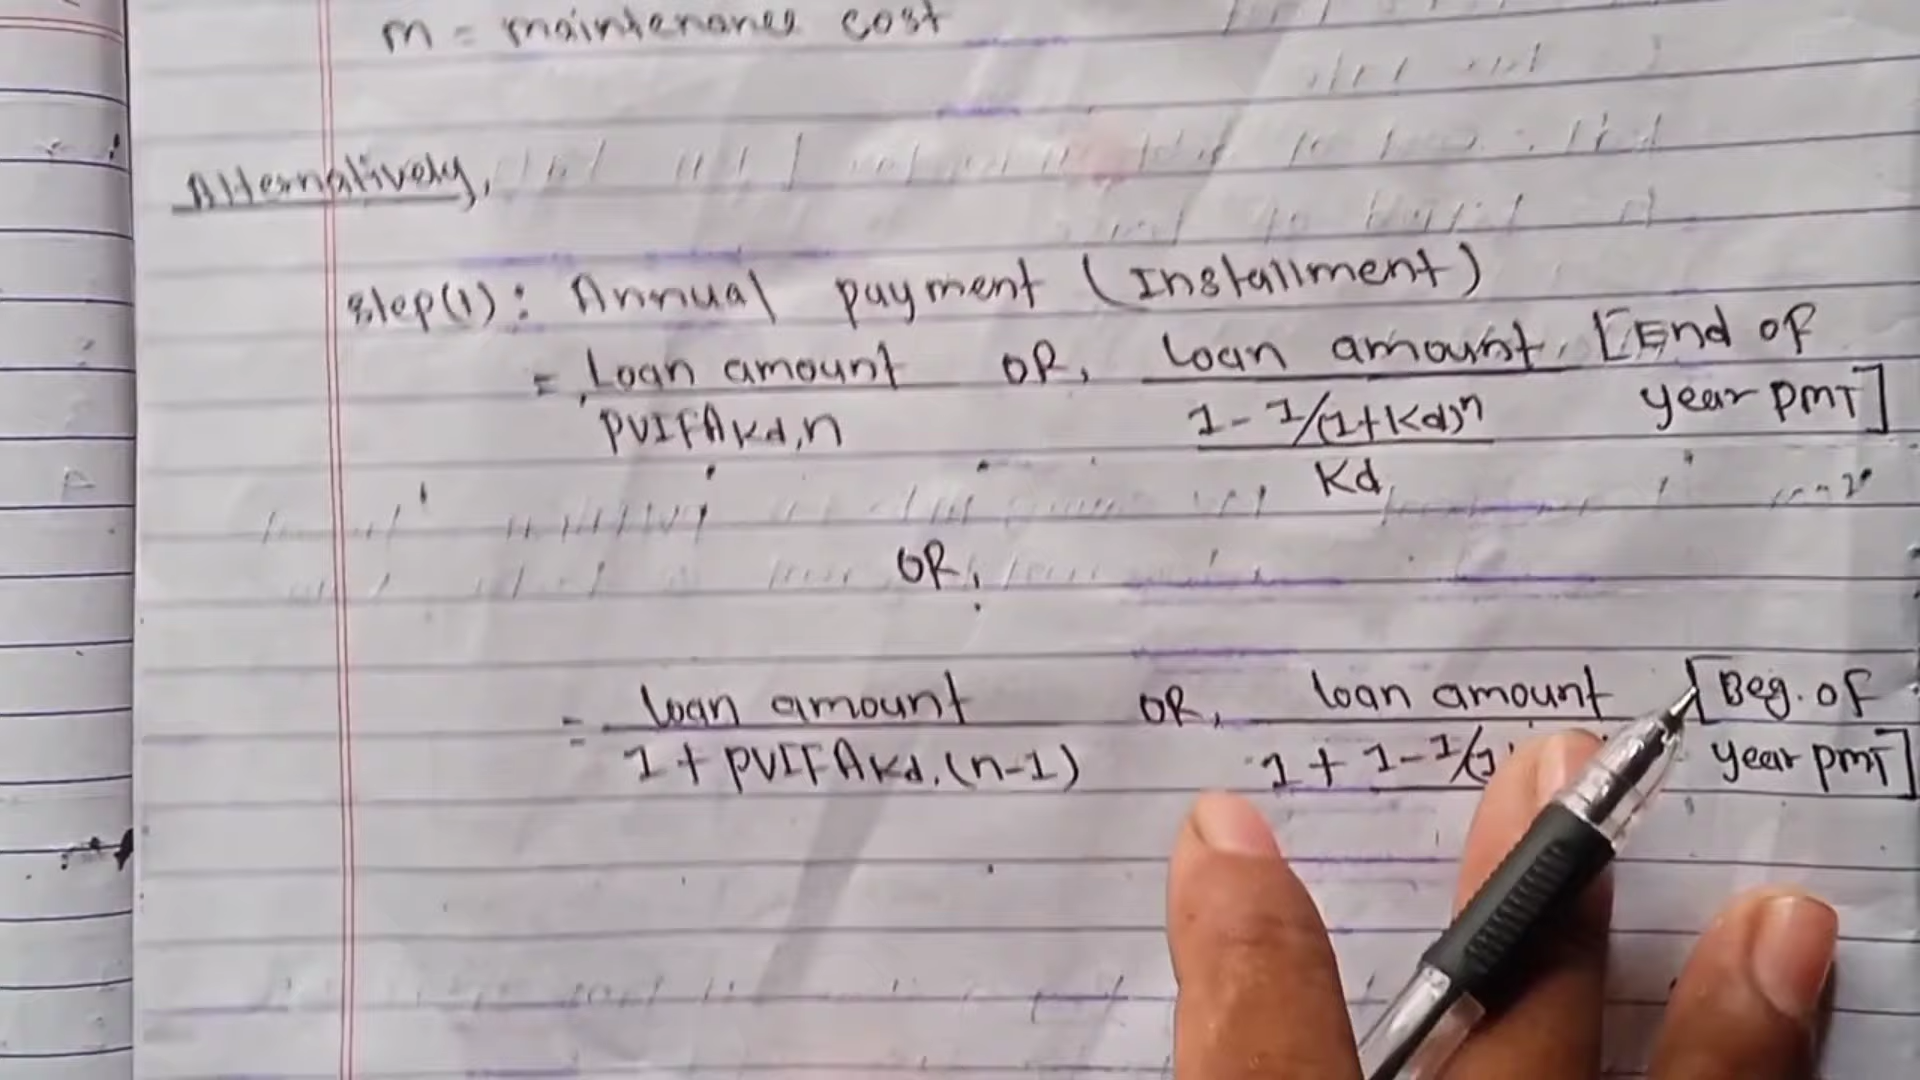 m = maintenance cost
Alternatively,
step(1): Annual payment (Installment)
= Loan amount / PVIFAKd,n OR, Loan amount / 1 - 1/(1+Kd)^n / Kd [End of year PMT]
OR,
= loan amount / 1 + PVIFAKd,(n-1) OR, loan amount / 1 + 1 - 1/(1 [Beg. of year PMT]